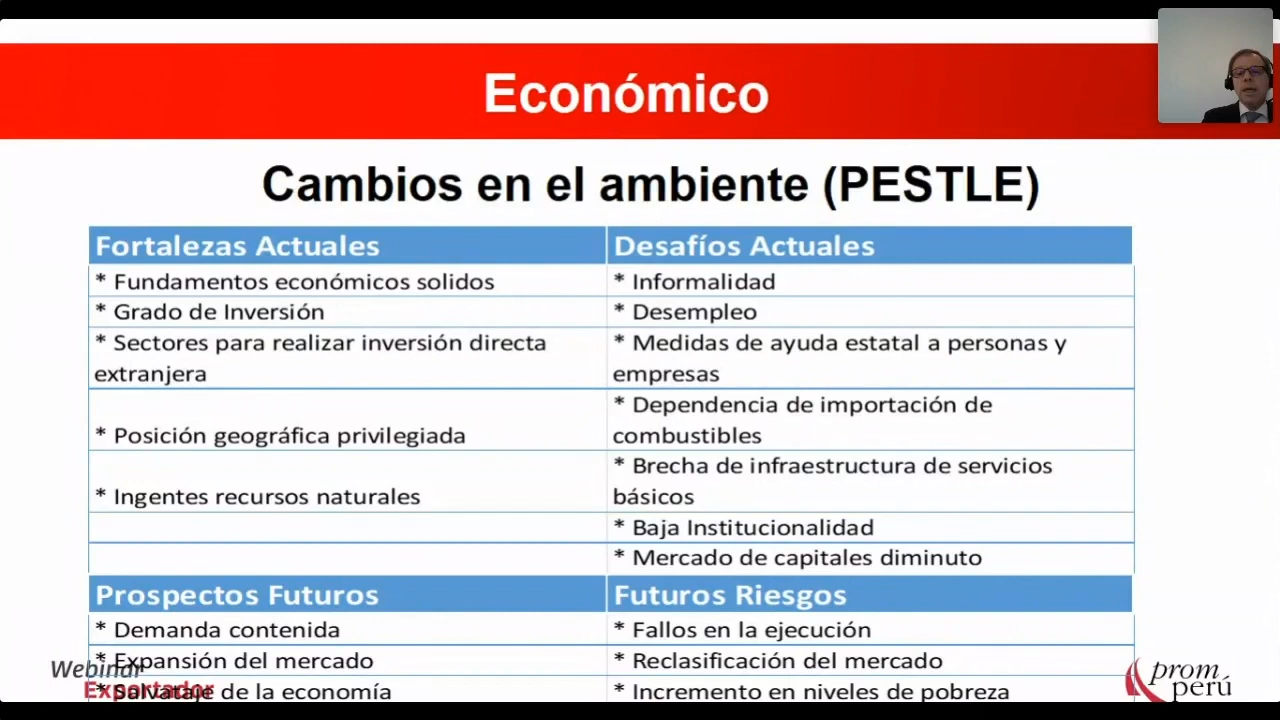 Económico
Cambios en el ambiente (PESTLE)
Fortalezas Actuales
Desafíos Actuales
* Fundamentos económicos solidos
* Informalidad
* Grado de Inversión
* Desempleo
* Sectores para realizar inversión directa
extranjera
* Medidas de ayuda estatal a personas y
empresas
* Posición geográfica privilegiada
* Dependencia de importación de
combustibles
* Ingentes recursos naturales
* Brecha de infraestructura de servicios
básicos
* Baja Institucionalidad
* Mercado de capitales diminuto
Prospectos Futuros
Futuros Riesgos
* Demanda contenida
* Fallos en la ejecución
* Expansión del mercado
* Reclasificación del mercado
* Salvataje de la economía
* Incremento en niveles de pobreza
Webinar
Exportador
prom
perú